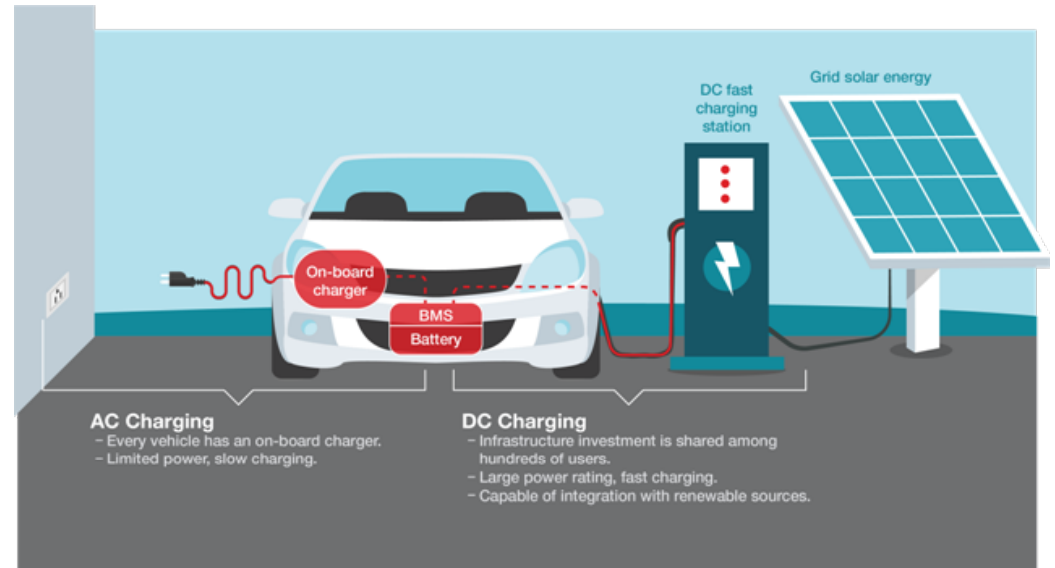 Grid solar energy
DC fast
charging
station
On-board
charger
BMS
Battery
AC Charging
– Every vehicle has an on-board charger.
– Limited power, slow charging.
DC Charging
– Infrastructure investment is shared among
hundreds of users.
– Large power rating, fast charging.
– Capable of integration with renewable sources.